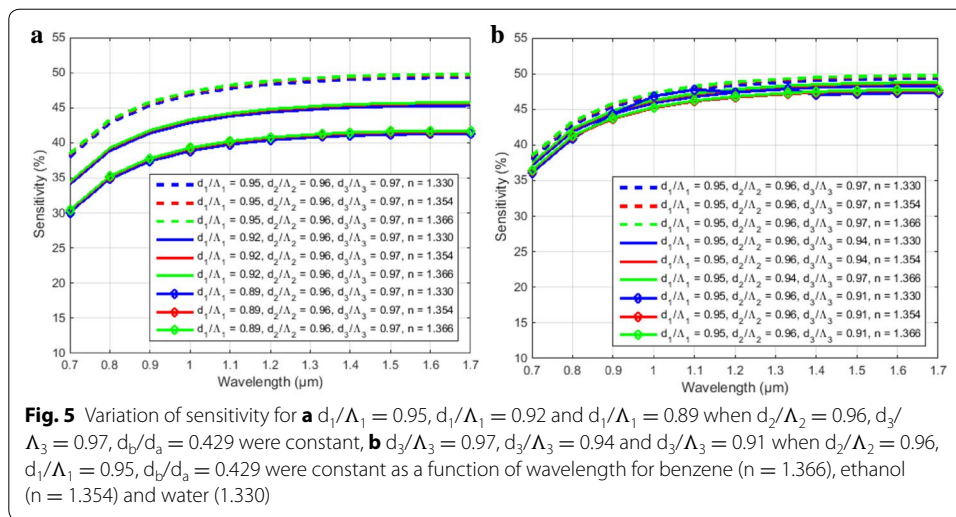 a
55
50
45
40
35
30
25
20
15
10
Sensitivity (%)
d₁/Λ₁ = 0.95, d₂/Λ₂ = 0.96, d₃/Λ₃ = 0.97, n = 1.330
d₁/Λ₁ = 0.95, d₂/Λ₂ = 0.96, d₃/Λ₃ = 0.97, n = 1.354
d₁/Λ₁ = 0.95, d₂/Λ₂ = 0.96, d₃/Λ₃ = 0.97, n = 1.366
d₁/Λ₁ = 0.92, d₂/Λ₂ = 0.96, d₃/Λ₃ = 0.97, n = 1.330
d₁/Λ₁ = 0.92, d₂/Λ₂ = 0.96, d₃/Λ₃ = 0.97, n = 1.354
d₁/Λ₁ = 0.92, d₂/Λ₂ = 0.96, d₃/Λ₃ = 0.97, n = 1.366
d₁/Λ₁ = 0.89, d₂/Λ₂ = 0.96, d₃/Λ₃ = 0.97, n = 1.330
d₁/Λ₁ = 0.89, d₂/Λ₂ = 0.96, d₃/Λ₃ = 0.97, n = 1.354
d₁/Λ₁ = 0.89, d₂/Λ₂ = 0.96, d₃/Λ₃ = 0.97, n = 1.366
0.7 0.8 0.9 1 1.1 1.2 1.3 1.4 1.5 1.6 1.7
Wavelength (μm)
b
55
50
45
40
35
30
25
20
15
10
Sensitivity (%)
d₁/Λ₁ = 0.95, d₂/Λ₂ = 0.96, d₃/Λ₃ = 0.97, n = 1.330
d₁/Λ₁ = 0.95, d₂/Λ₂ = 0.96, d₃/Λ₃ = 0.97, n = 1.354
d₁/Λ₁ = 0.95, d₂/Λ₂ = 0.96, d₃/Λ₃ = 0.97, n = 1.366
d₁/Λ₁ = 0.95, d₂/Λ₂ = 0.96, d₃/Λ₃ = 0.94, n = 1.330
d₁/Λ₁ = 0.95, d₂/Λ₂ = 0.96, d₃/Λ₃ = 0.94, n = 1.354
d₁/Λ₁ = 0.95, d₂/Λ₂ = 0.94, d₃/Λ₃ = 0.97, n = 1.366
d₁/Λ₁ = 0.95, d₂/Λ₂ = 0.96, d₃/Λ₃ = 0.91, n = 1.330
d₁/Λ₁ = 0.95, d₂/Λ₂ = 0.96, d₃/Λ₃ = 0.91, n = 1.354
d₁/Λ₁ = 0.95, d₂/Λ₂ = 0.96, d₃/Λ₃ = 0.91, n = 1.366
0.7 0.8 0.9 1 1.1 1.2 1.3 1.4 1.5 1.6 1.7
Wavelength (μm)
Fig. 5 Variation of sensitivity for a d₁/Λ₁ = 0.95, d₁/Λ₁ = 0.92 and d₁/Λ₁ = 0.89 when d₂/Λ₂ = 0.96, d₃/
Λ₃ = 0.97, d_b/d_a = 0.429 were constant, b d₃/Λ₃ = 0.97, d₃/Λ₃ = 0.94 and d₃/Λ₃ = 0.91 when d₂/Λ₂ = 0.96,
d₁/Λ₁ = 0.95, d_b/d_a = 0.429 were constant as a function of wavelength for benzene (n = 1.366), ethanol
(n = 1.354) and water (1.330)